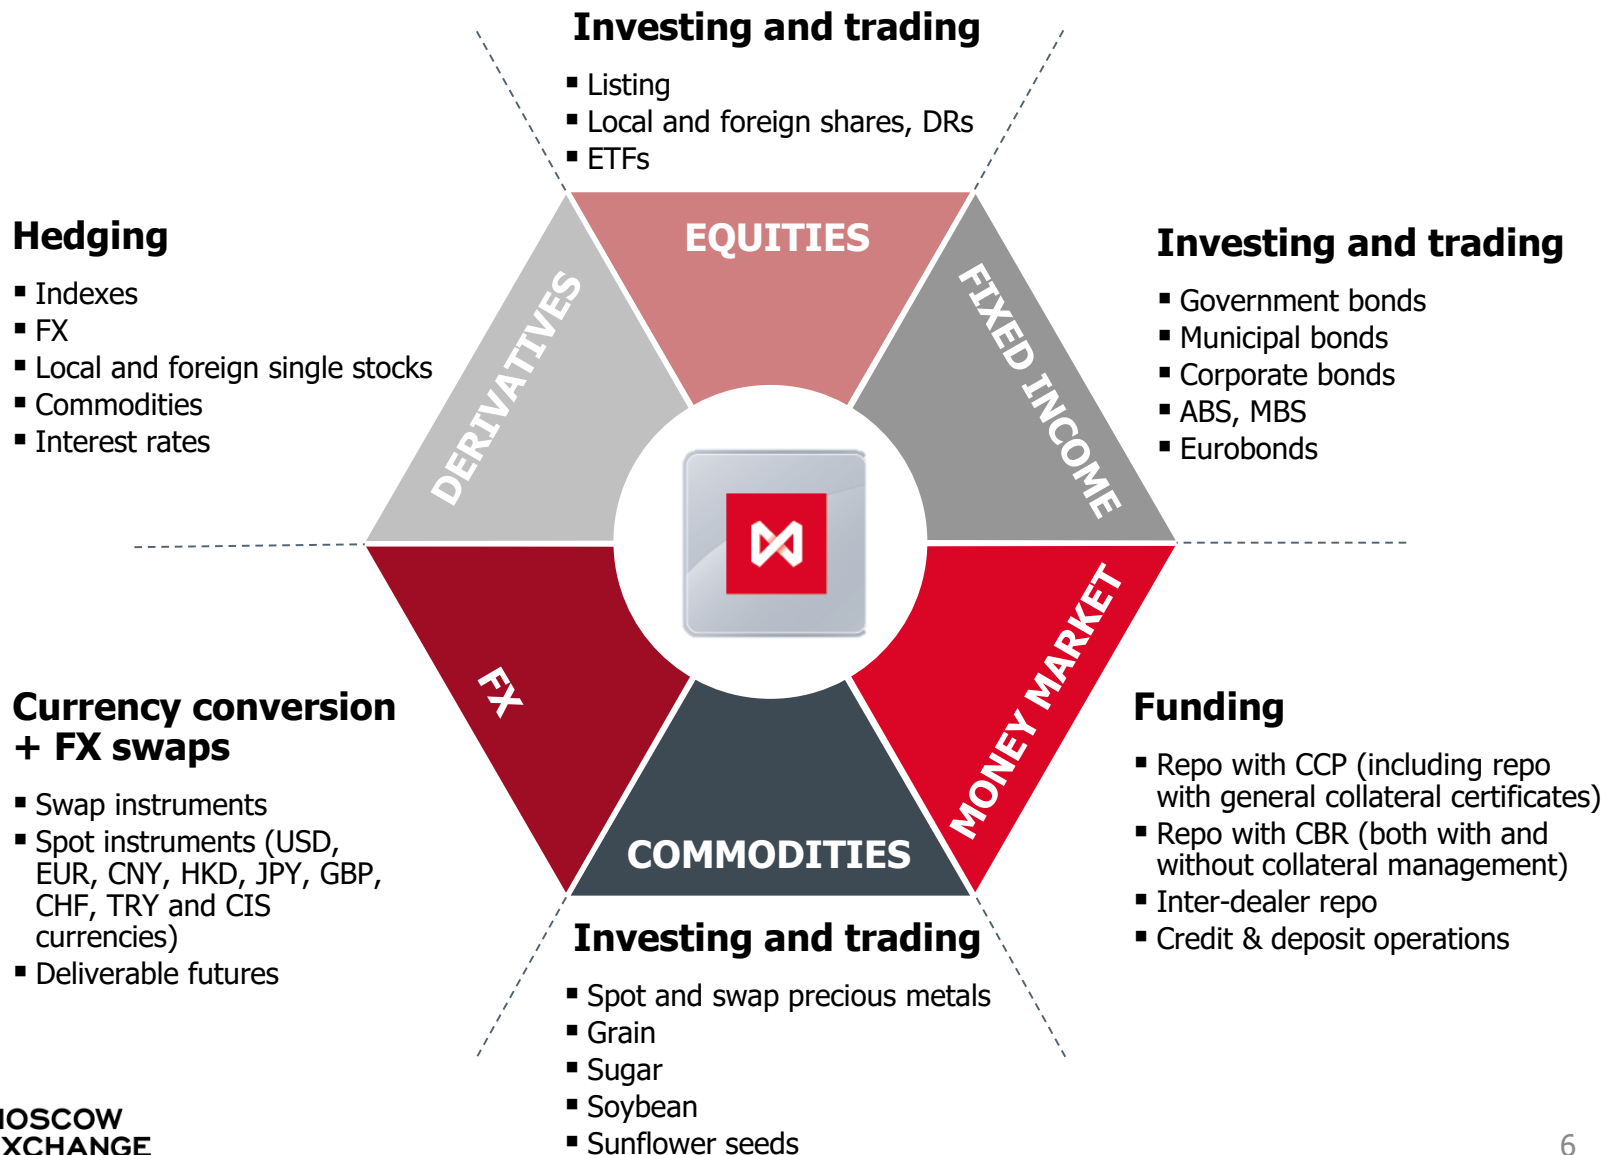 Investing and trading
▪ Listing
▪ Local and foreign shares, DRs
▪ ETFs
EQUITIES
Hedging
▪ Indexes
▪ FX
▪ Local and foreign single stocks
▪ Commodities
▪ Interest rates
DERIVATIVES
FIXED INCOME
Investing and trading
▪ Government bonds
▪ Municipal bonds
▪ Corporate bonds
▪ ABS, MBS
▪ Eurobonds
FX
Currency conversion
+ FX swaps
▪ Swap instruments
▪ Spot instruments (USD,
EUR, CNY, HKD, JPY, GBP,
CHF, TRY and CIS
currencies)
▪ Deliverable futures
MONEY MARKET
Funding
▪ Repo with CCP (including repo
with general collateral certificates)
▪ Repo with CBR (both with and
without collateral management)
▪ Inter-dealer repo
▪ Credit & deposit operations
COMMODITIES
Investing and trading
▪ Spot and swap precious metals
▪ Grain
▪ Sugar
▪ Soybean
▪ Sunflower seeds
MOSCOW
EXCHANGE
6